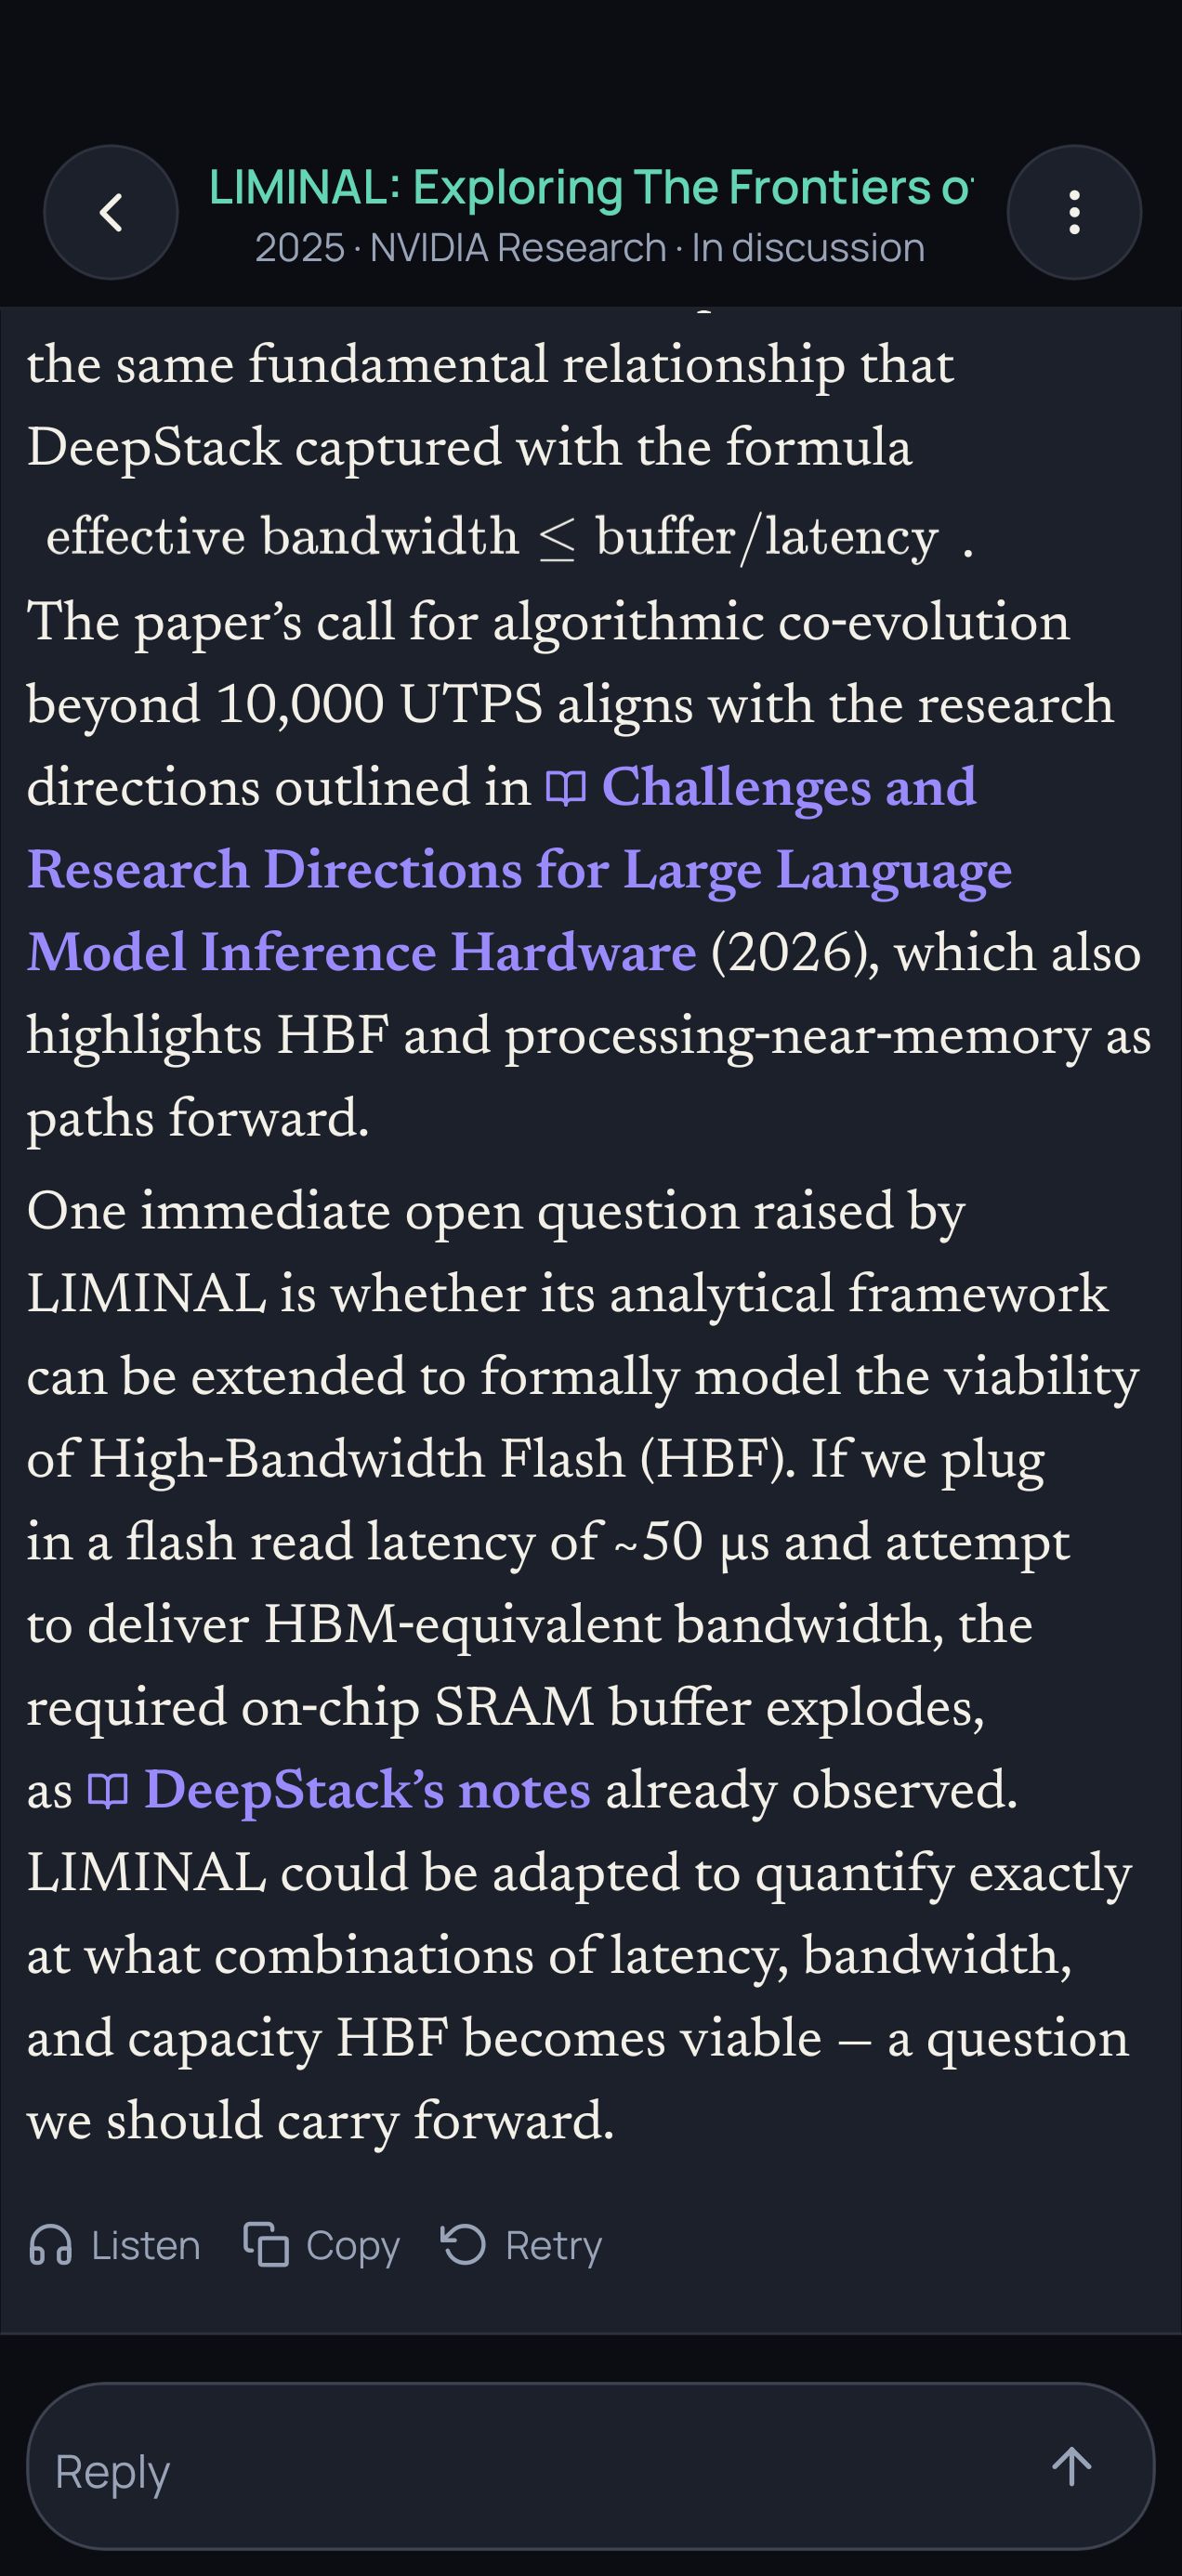 LIMINAL: Exploring The Frontiers o
2025 · NVIDIA Research · In discussion
the same fundamental relationship that
DeepStack captured with the formula
effective bandwidth ≤ buffer/latency .
The paper’s call for algorithmic co-evolution
beyond 10,000 UTPS aligns with the research
directions outlined in Challenges and
Research Directions for Large Language
Model Inference Hardware (2026), which also
highlights HBF and processing-near-memory as
paths forward.
One immediate open question raised by
LIMINAL is whether its analytical framework
can be extended to formally model the viability
of High-Bandwidth Flash (HBF). If we plug
in a flash read latency of ~50 µs and attempt
to deliver HBM-equivalent bandwidth, the
required on-chip SRAM buffer explodes,
as DeepStack’s notes already observed.
LIMINAL could be adapted to quantify exactly
at what combinations of latency, bandwidth,
and capacity HBF becomes viable — a question
we should carry forward.
Listen Copy Retry
Reply